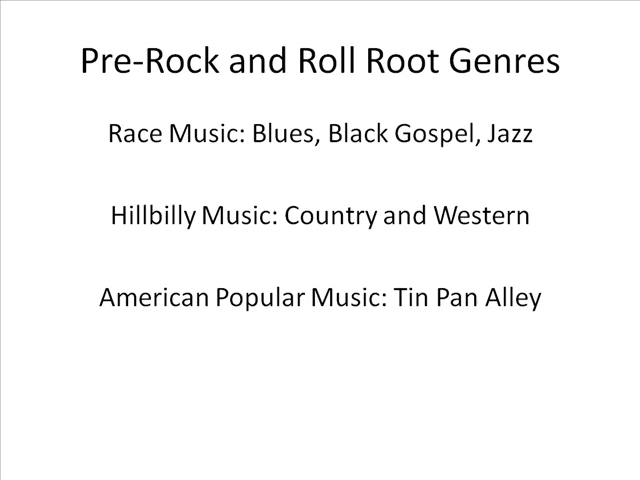 Pre-Rock and Roll Root Genres
Race Music: Blues, Black Gospel, Jazz
Hillbilly Music: Country and Western
American Popular Music: Tin Pan Alley